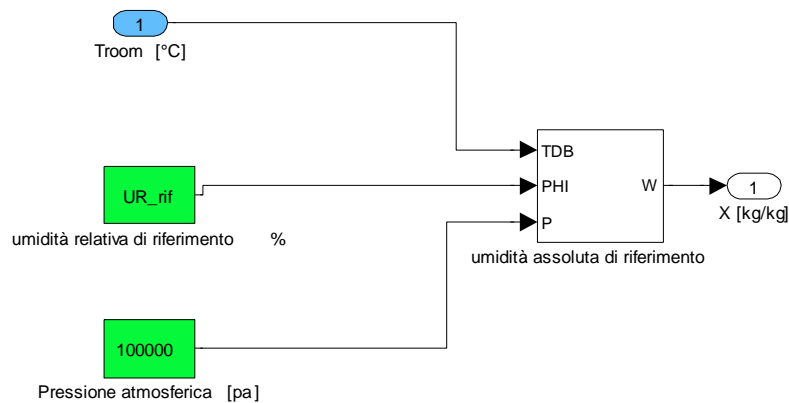 1
Troom [°C]
TDB
UR_rif
PHI
W
1
X [kg/kg]
P
umidità relativa di riferimento %
umidità assoluta di riferimento
100000
Pressione atmosferica [pa]